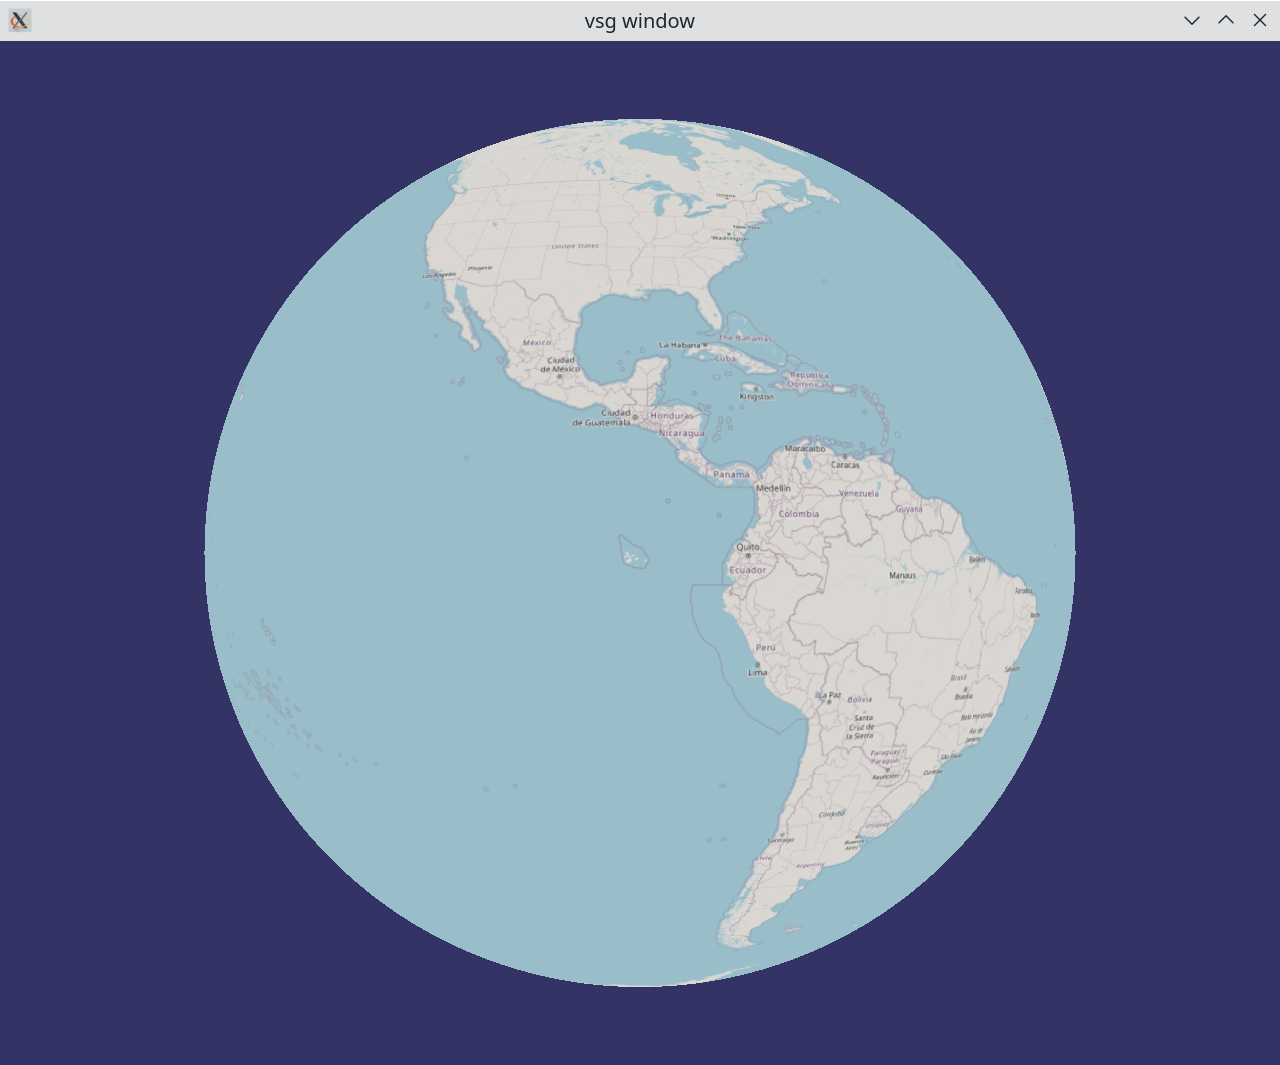 vsg window
Ottawa
Washington
United States
Phoenix
Los Angeles
México
La Habana
The Bahamas
Cuba
Ciudad
de México
República
Dominicana
Kingston
Ciudad
de Guatemala
Honduras
Nicaragua
Maracaibo
Caracas
Panamá
Medellín
Venezuela
Colombia
Guyana
Quito
Ecuador
Belém
Manaus
Fortaleza
Recife
Perú
Lima
Salvador
Brasil
Brasília
La Paz
Bolivia
Santa
Cruz de
la Sierra
Belo Horizonte
Rio de
Janeiro
Paraguay /
Paraguái
São Paulo
Asunción
Curitiba
Córdoba
Uruguay
Santiago
Buenos
Aires
Chile
Argentina